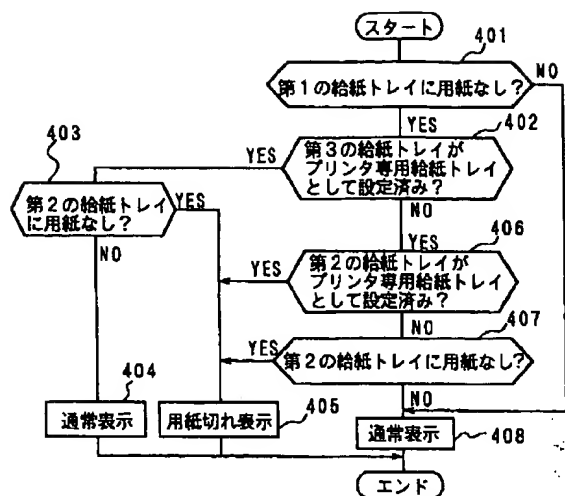 スタート
401
第1の給紙トレイに用紙なし?
NO
YES
402
403
YES
第3の給紙トレイが
プリンタ専用給紙トレイ
として設定済み?
第2の給紙トレイ
に用紙なし?
YES
NO
NO
YES
406
YES
第2の給紙トレイが
プリンタ専用給紙トレイ
として設定済み?
NO
407
YES
第2の給紙トレイに用紙なし?
404
NO
通常表示
用紙切れ表示
405
通常表示
408
エンド